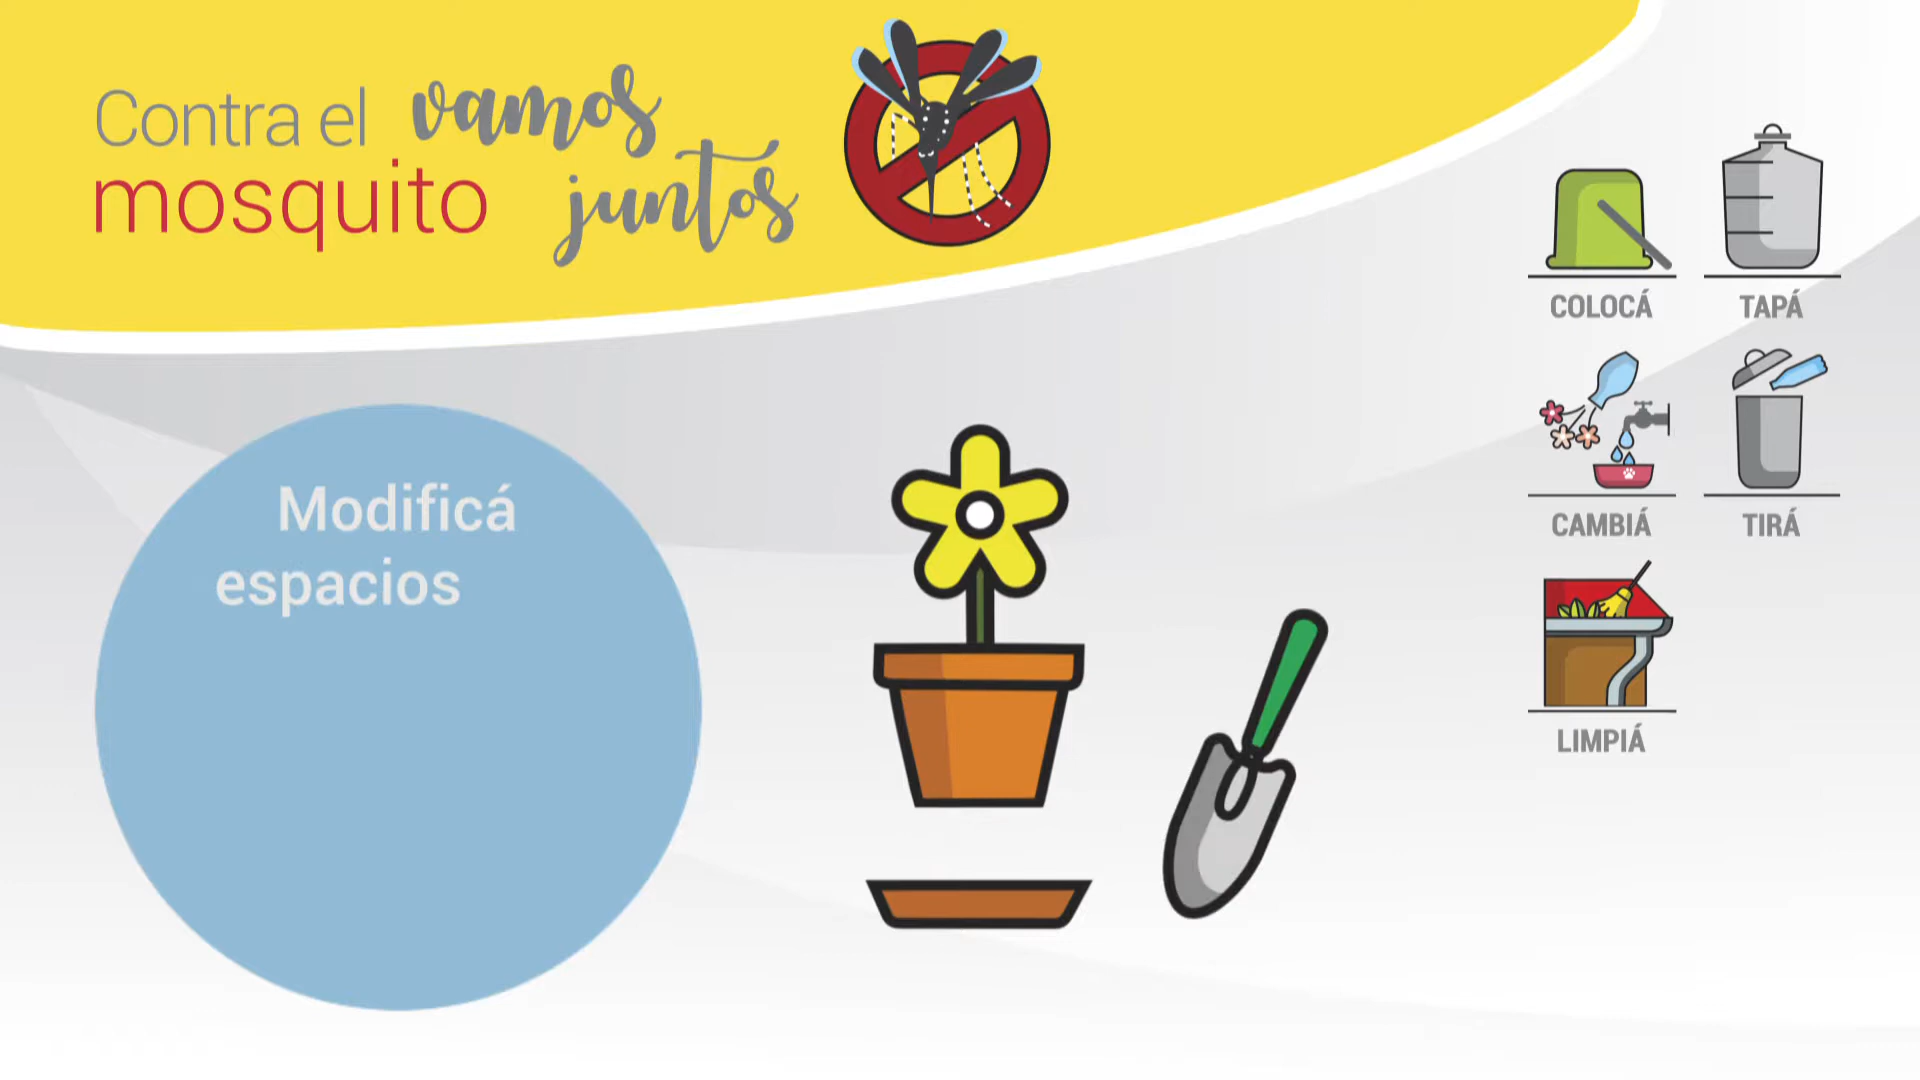 Contra el vamos
mosquito juntos
COLOCÁ
TAPÁ
CAMBIÁ
TIRÁ
LIMPIÁ
Modificá
espacios